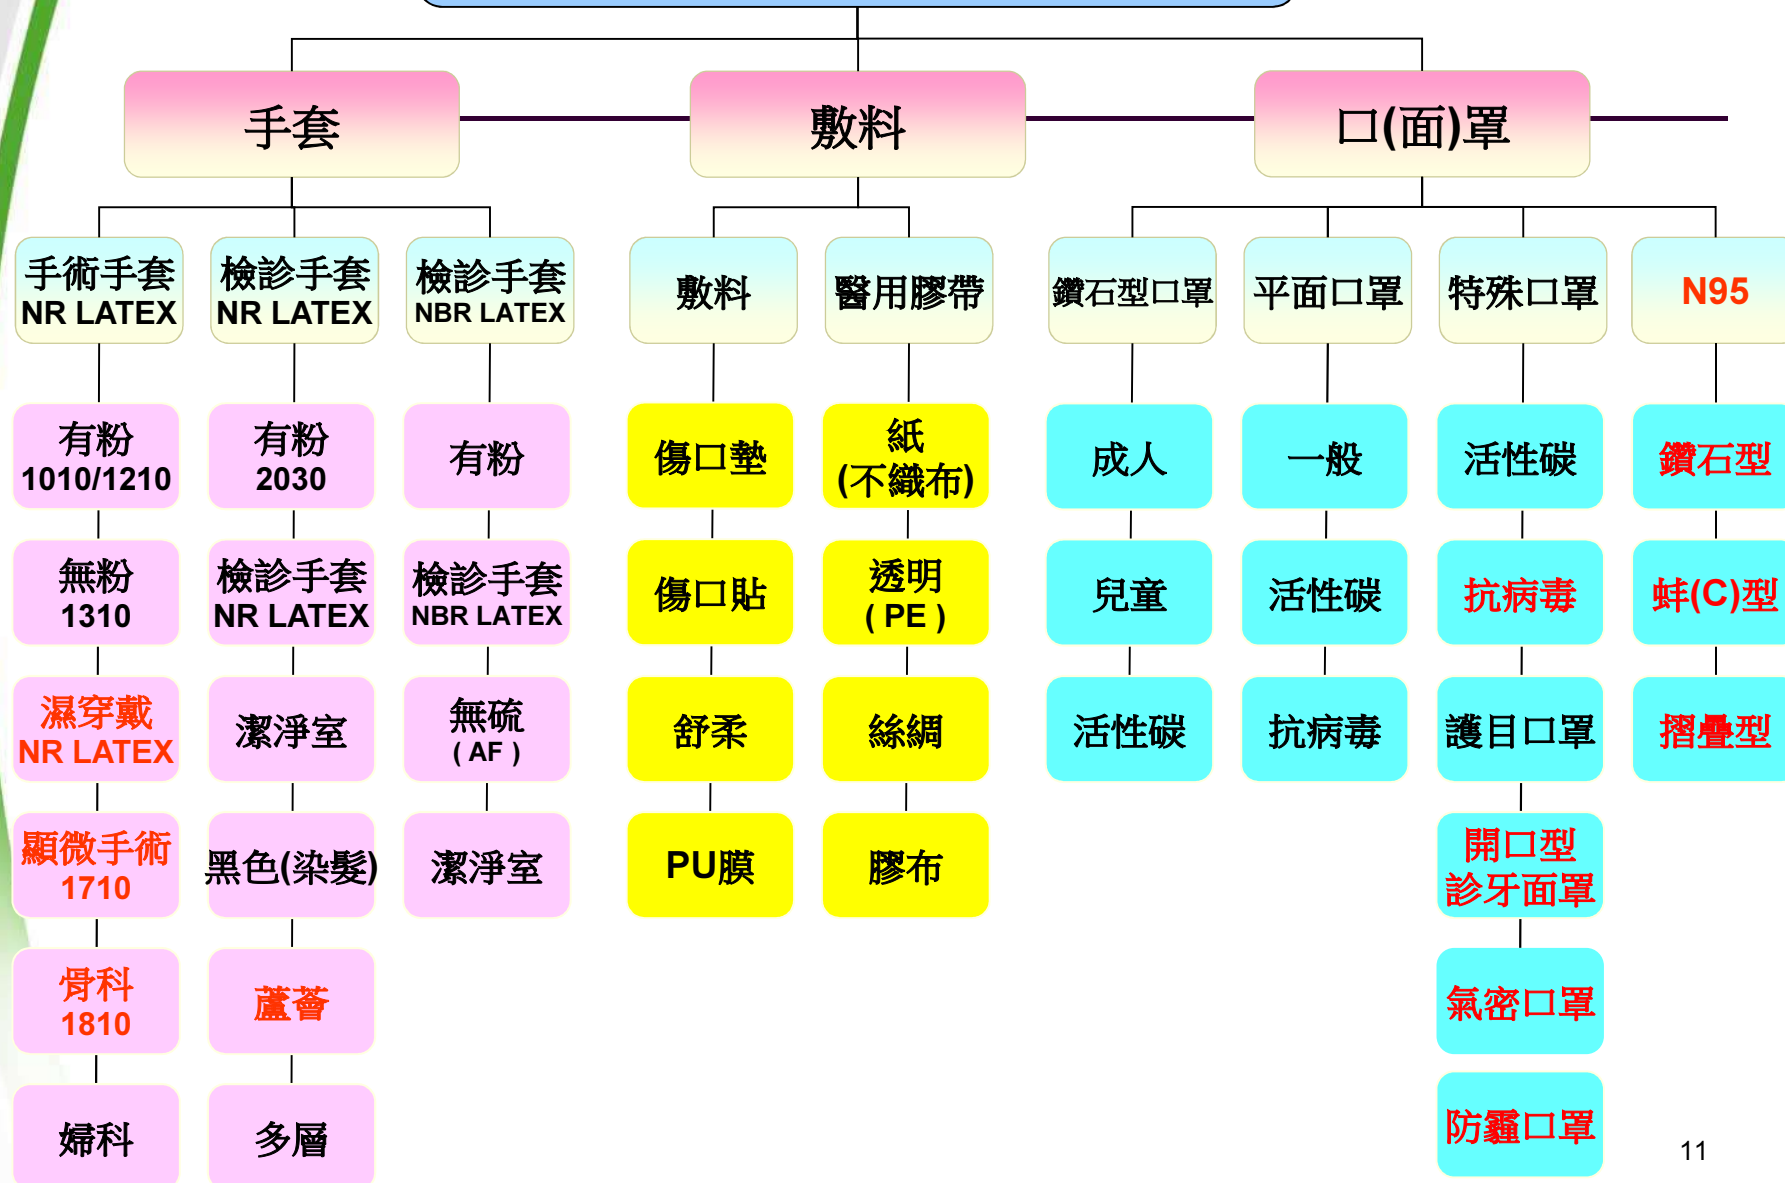 手套
敷料
口(面)罩
手術手套
NR LATEX
檢診手套
NR LATEX
檢診手套
NBR LATEX
敷料
醫用膠帶
鑽石型口罩
平面口罩
特殊口罩
N95
有粉
1010/1210
有粉
2030
有粉
傷口墊
紙
(不織布)
成人
一般
活性碳
鑽石型
無粉
1310
檢診手套
NR LATEX
檢診手套
NBR LATEX
傷口貼
透明
( PE )
兒童
活性碳
抗病毒
蚌(C)型
濕穿戴
NR LATEX
潔淨室
無硫
( AF )
舒柔
絲綢
活性碳
抗病毒
護目口罩
摺疊型
顯微手術
1710
黑色(染髮)
潔淨室
PU膜
膠布
開口型
診牙面罩
骨科
1810
蘆薈
氣密口罩
婦科
多層
防霾口罩
11